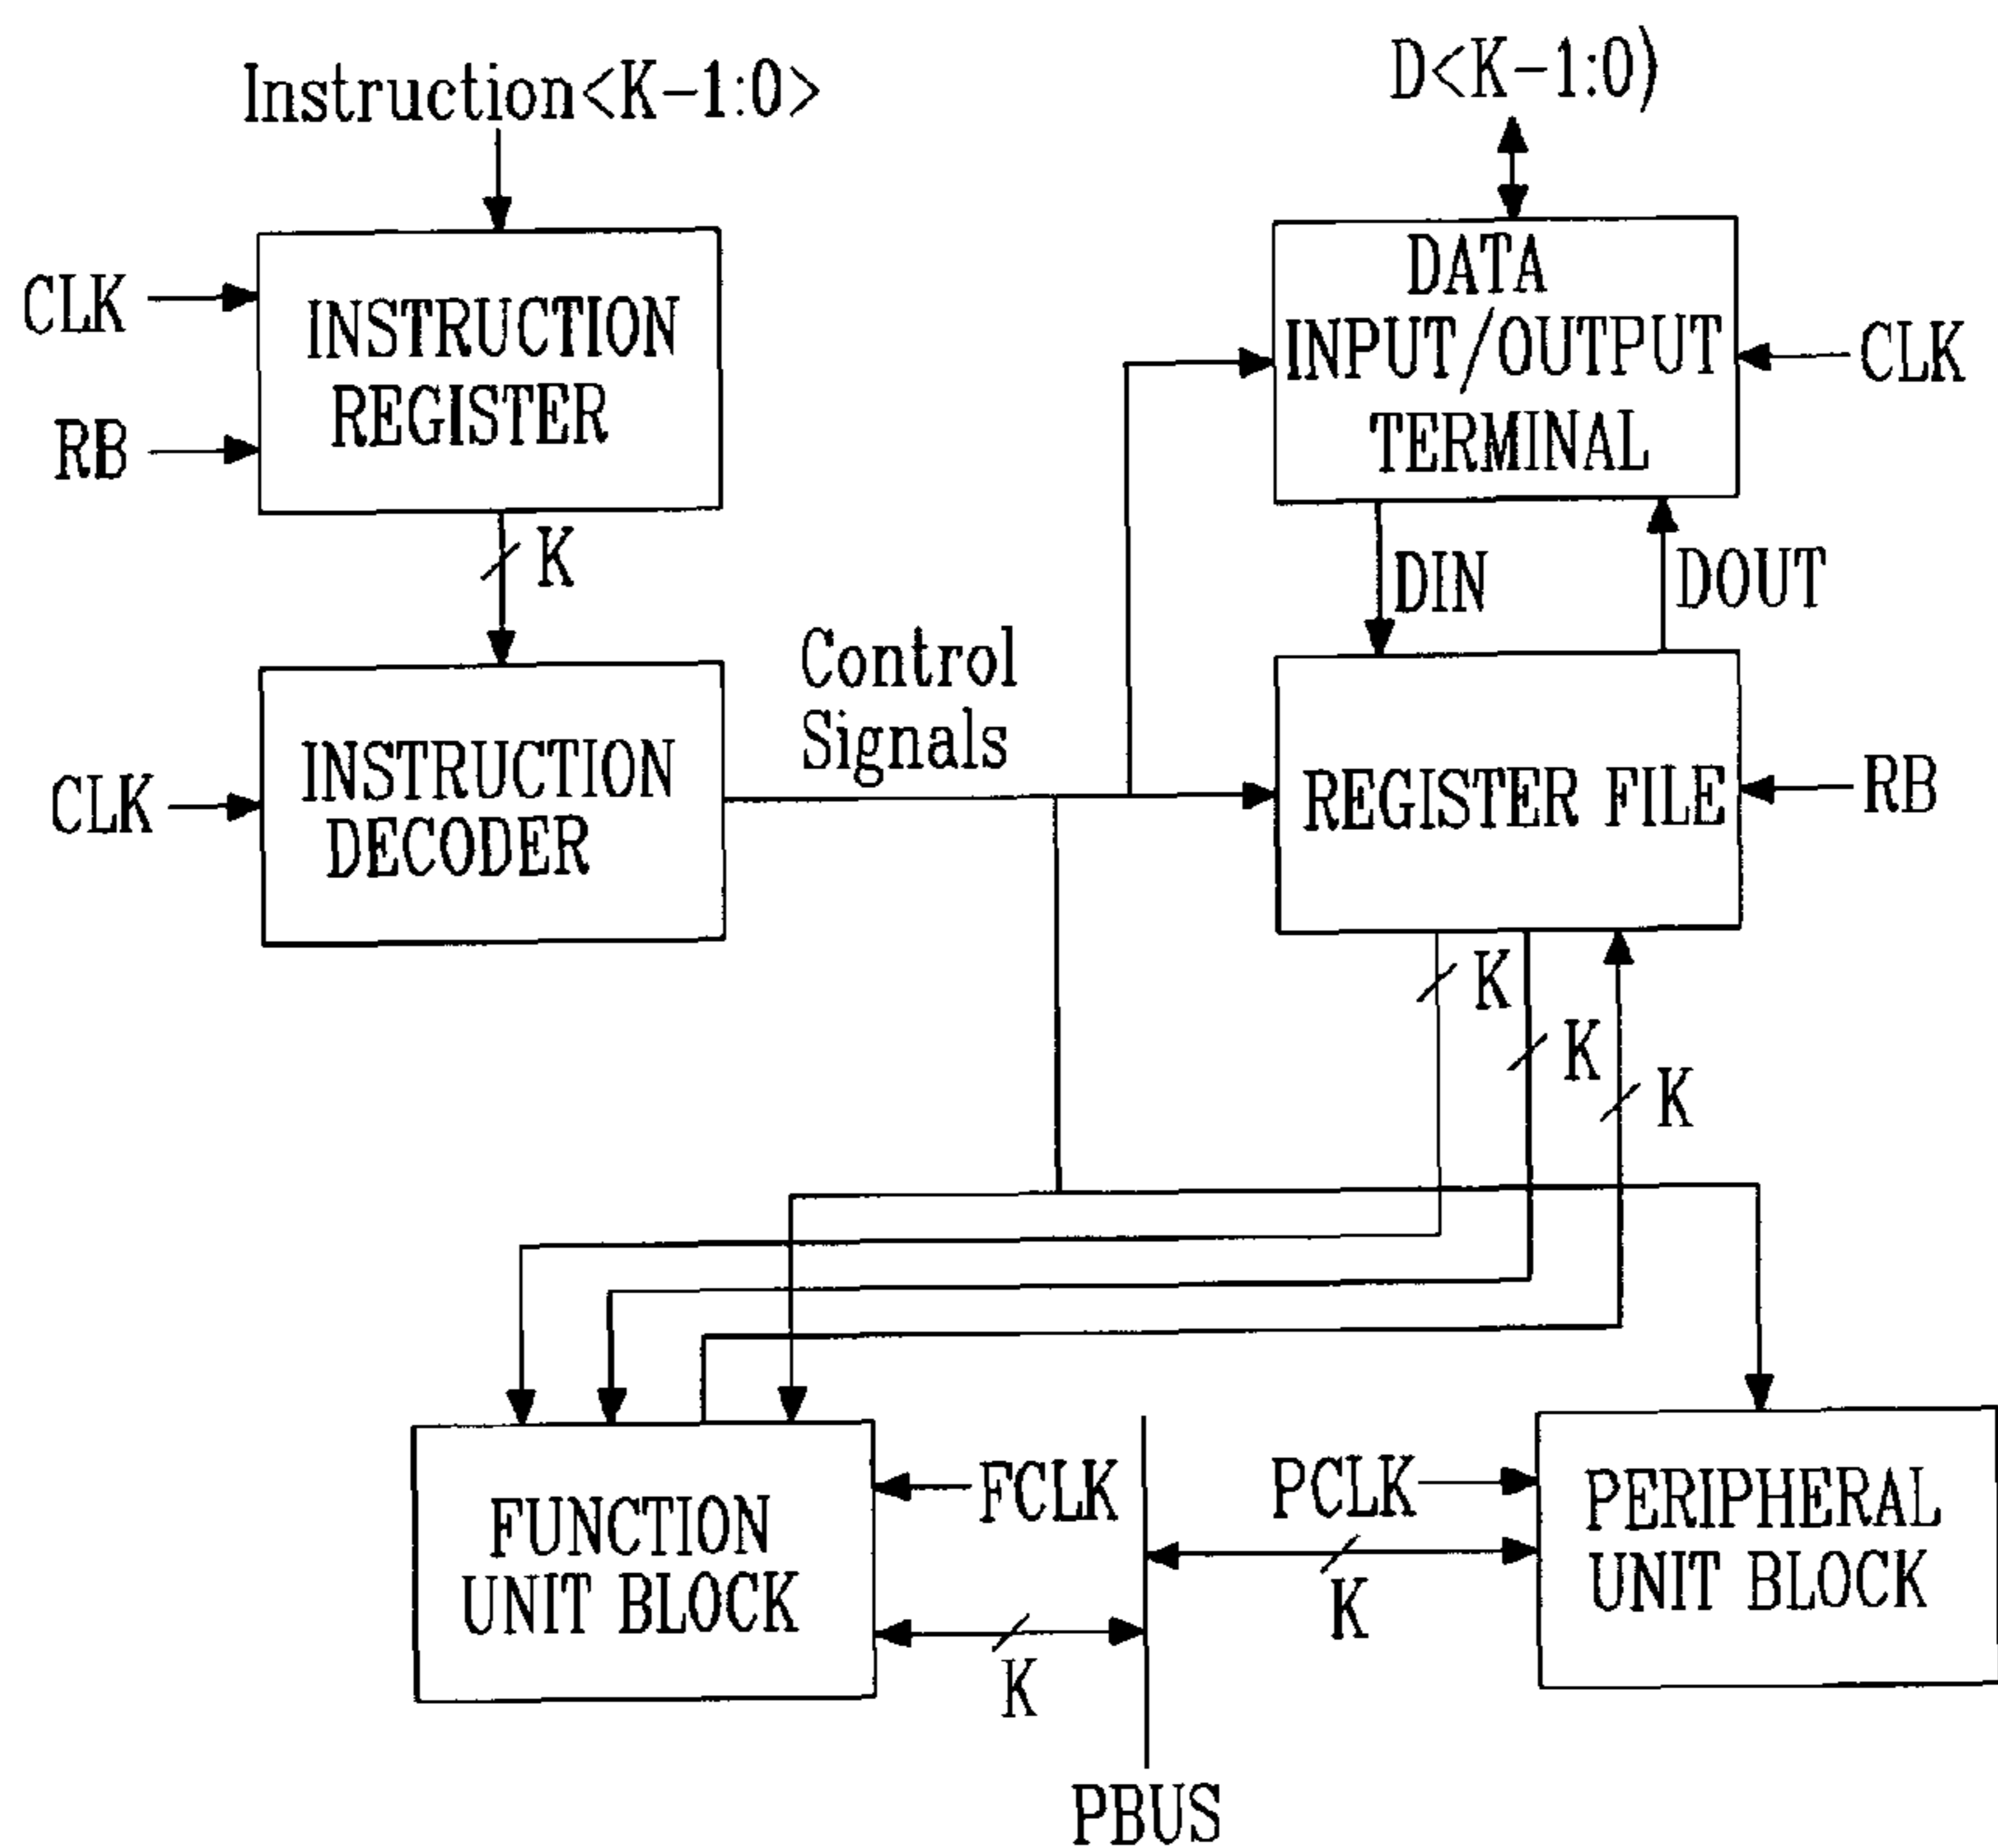 Instruction<K-1:0>
D<K-1:0)
CLK
RB
INSTRUCTION
REGISTER
DATA
INPUT/OUTPUT
TERMINAL
CLK
K
DIN
DOUT
Control
Signals
CLK
INSTRUCTION
DECODER
REGISTER FILE
RB
K
K
K
FUNCTION
UNIT BLOCK
FCLK
K
PCLK
K
PERIPHERAL
UNIT BLOCK
PBUS